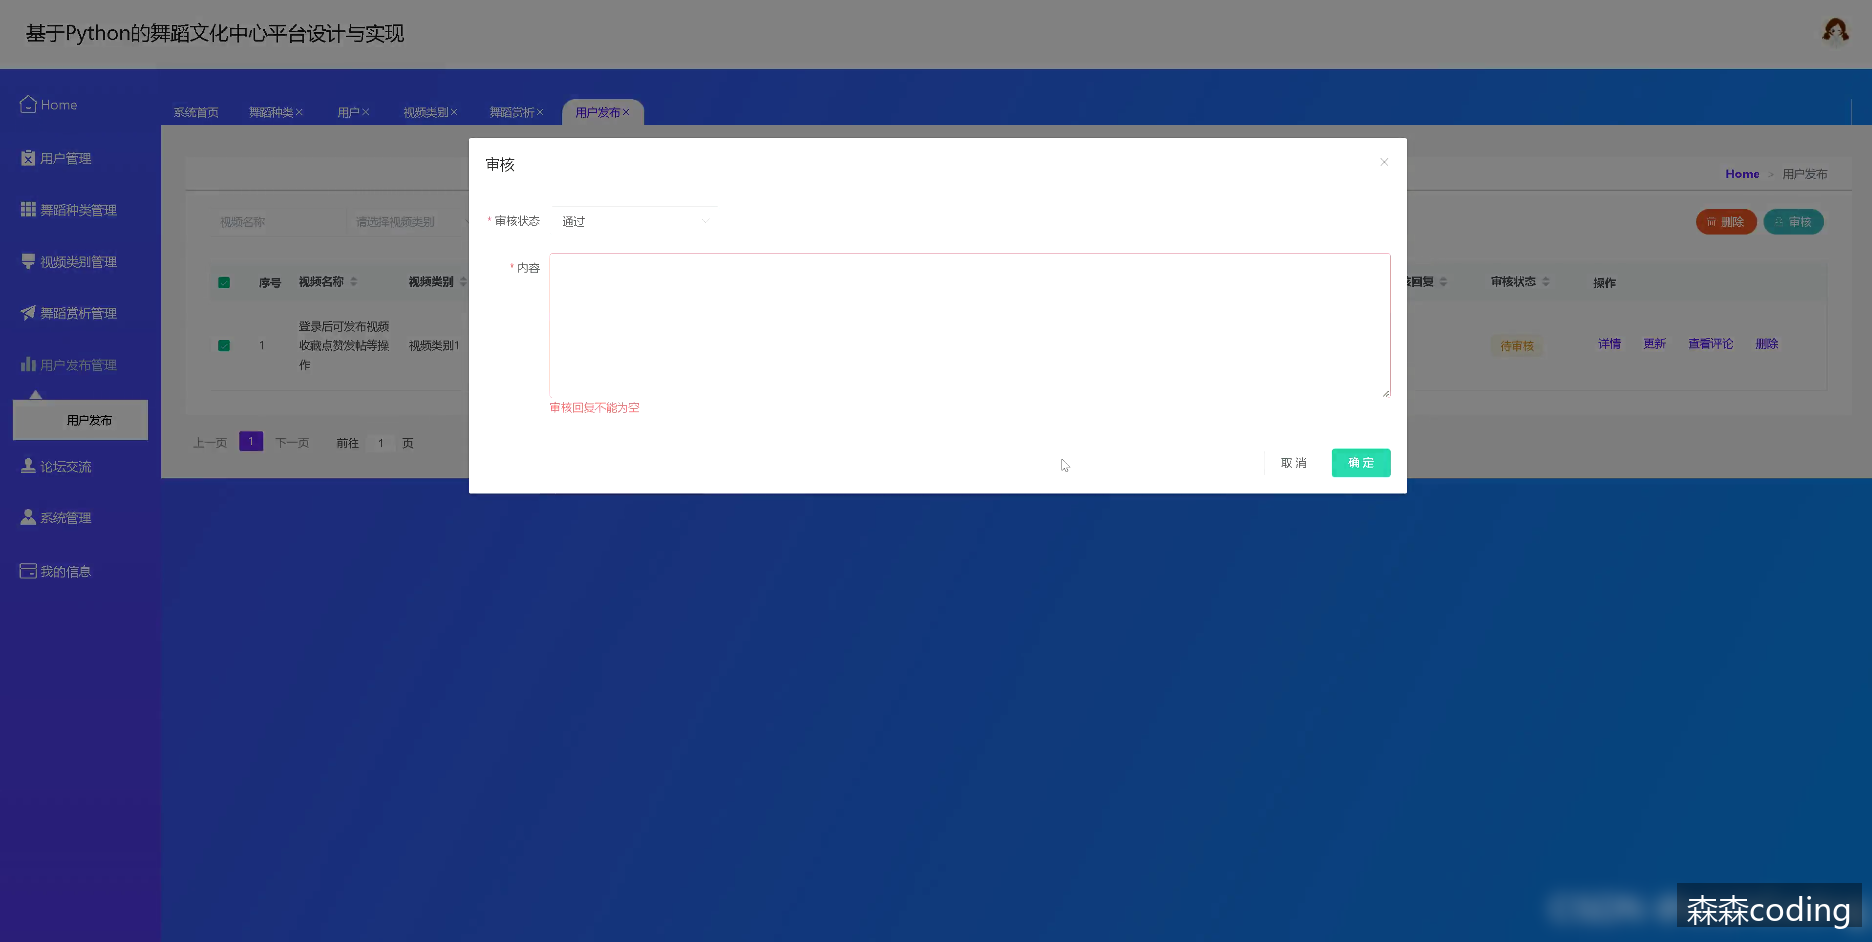 基于Python的舞蹈文化中心平台设计与实现
Home
用户管理
舞蹈种类管理
视频类别管理
舞蹈赏析管理
用户发布管理
用户发布
论坛交流
系统管理
我的信息
系统首页 舞蹈种类× 用户× 视频类别× 舞蹈赏析× 用户发布×
Home > 用户发布
视频名称 请选择视频类别
删除 审核
序号 视频名称 视频类别 回复 审核状态 操作
1 登录后可发布视频
收藏点赞发帖等操
作
视频类别1 待审核 详情 更新 查看评论 删除
上一页 1 下一页 前往 1 页
审核
* 审核状态 通过
* 内容
审核回复不能为空
取消 确定
森森coding